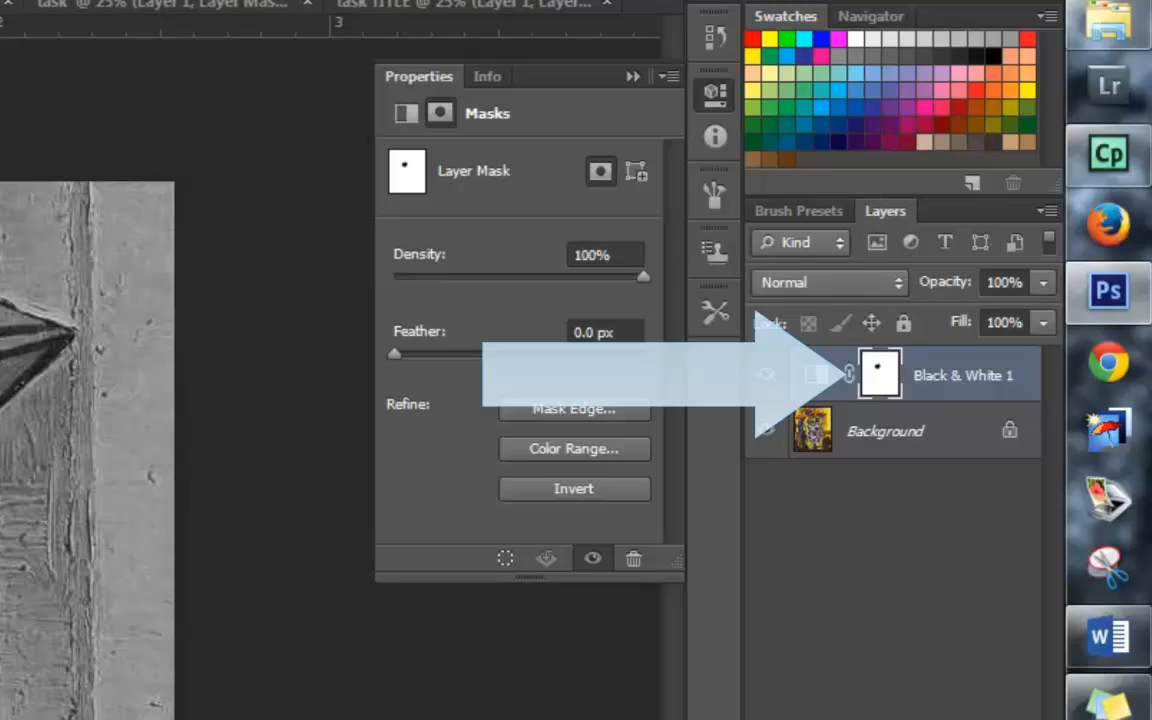 task @ 25% (Layer 1, Layer Mas...
task TITLE @ 25% (Layer 1, Layer...
2
3
Swatches
Navigator
Properties
Info
Masks
Layer Mask
Density:
100%
Feather:
0.0 px
Refine:
Mask Edge...
Color Range...
Invert
Brush Presets
Layers
Kind
T
Normal
Opacity:
100%
Lock:
Fill:
100%
Black & White 1
Background
Lr
Cp
Ps
W